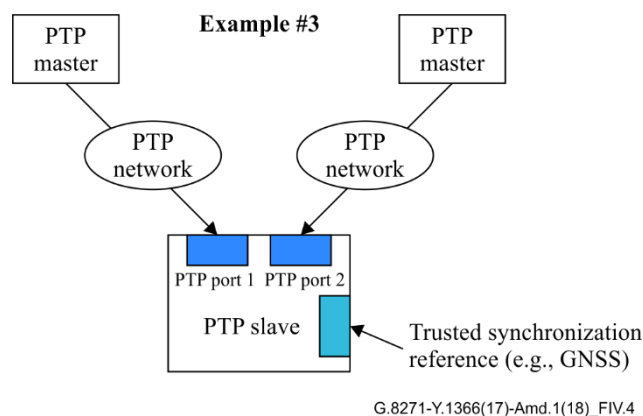 Example #3
PTP
master
PTP
master
PTP
network
PTP
network
PTP port 1
PTP port 2
PTP slave
Trusted synchronization
reference (e.g., GNSS)
G.8271-Y.1366(17)-Amd.1(18)_FIV.4